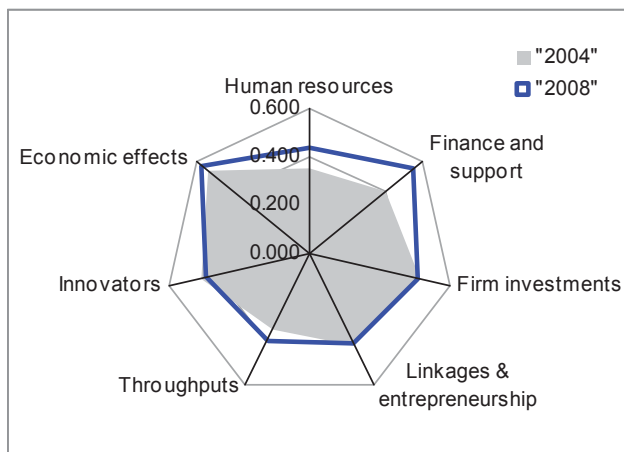 "2004"
"2008"
Human resources
0.600
0.400
0.200
0.000
Finance and
support
Firm investments
Linkages &
entrepreneurship
Throughputs
Innovators
Economic effects